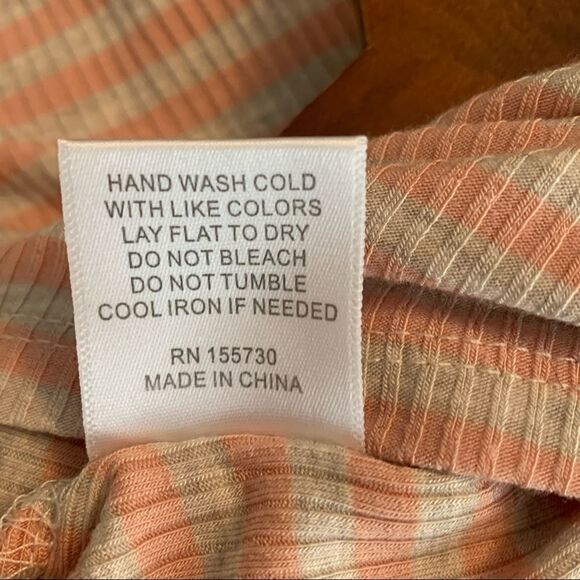 HAND WASH COLD
WITH LIKE COLORS
LAY FLAT TO DRY
DO NOT BLEACH
DO NOT TUMBLE
COOL IRON IF NEEDED
RN 155730
MADE IN CHINA